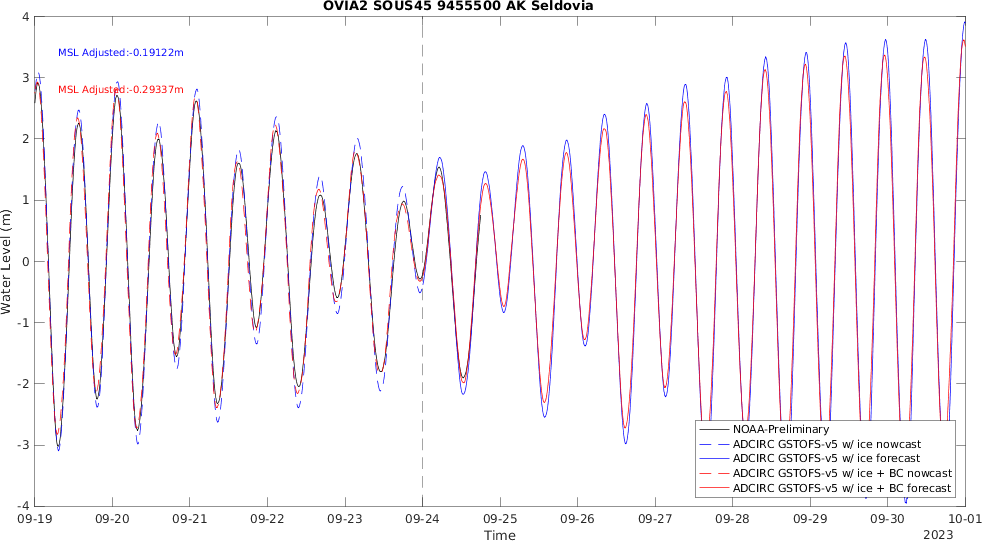 OVIA2 SOUS45 9455500 AK Seldovia
MSL Adjusted:-0.19122m
MSL Adjusted:-0.29337m
Water Level (m)
4
3
2
1
0
-1
-2
-3
-4
NOAA-Preliminary
ADCIRC GSTOFS-v5 w/ ice nowcast
ADCIRC GSTOFS-v5 w/ ice forecast
ADCIRC GSTOFS-v5 w/ ice + BC nowcast
ADCIRC GSTOFS-v5 w/ ice + BC forecast
09-19 09-20 09-21 09-22 09-23 09-24 09-25 09-26 09-27 09-28 09-29 09-30 10-01
Time
2023